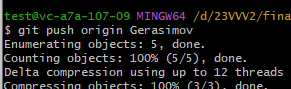 test@vc-a7a-107-09 MINGW64 /d/23VVV2/fina
$ git push origin Gerasimov
Enumerating objects: 5, done.
Counting objects: 100% (5/5), done.
Delta compression using up to 12 threads
Compressing objects: 100% (3/3), done.